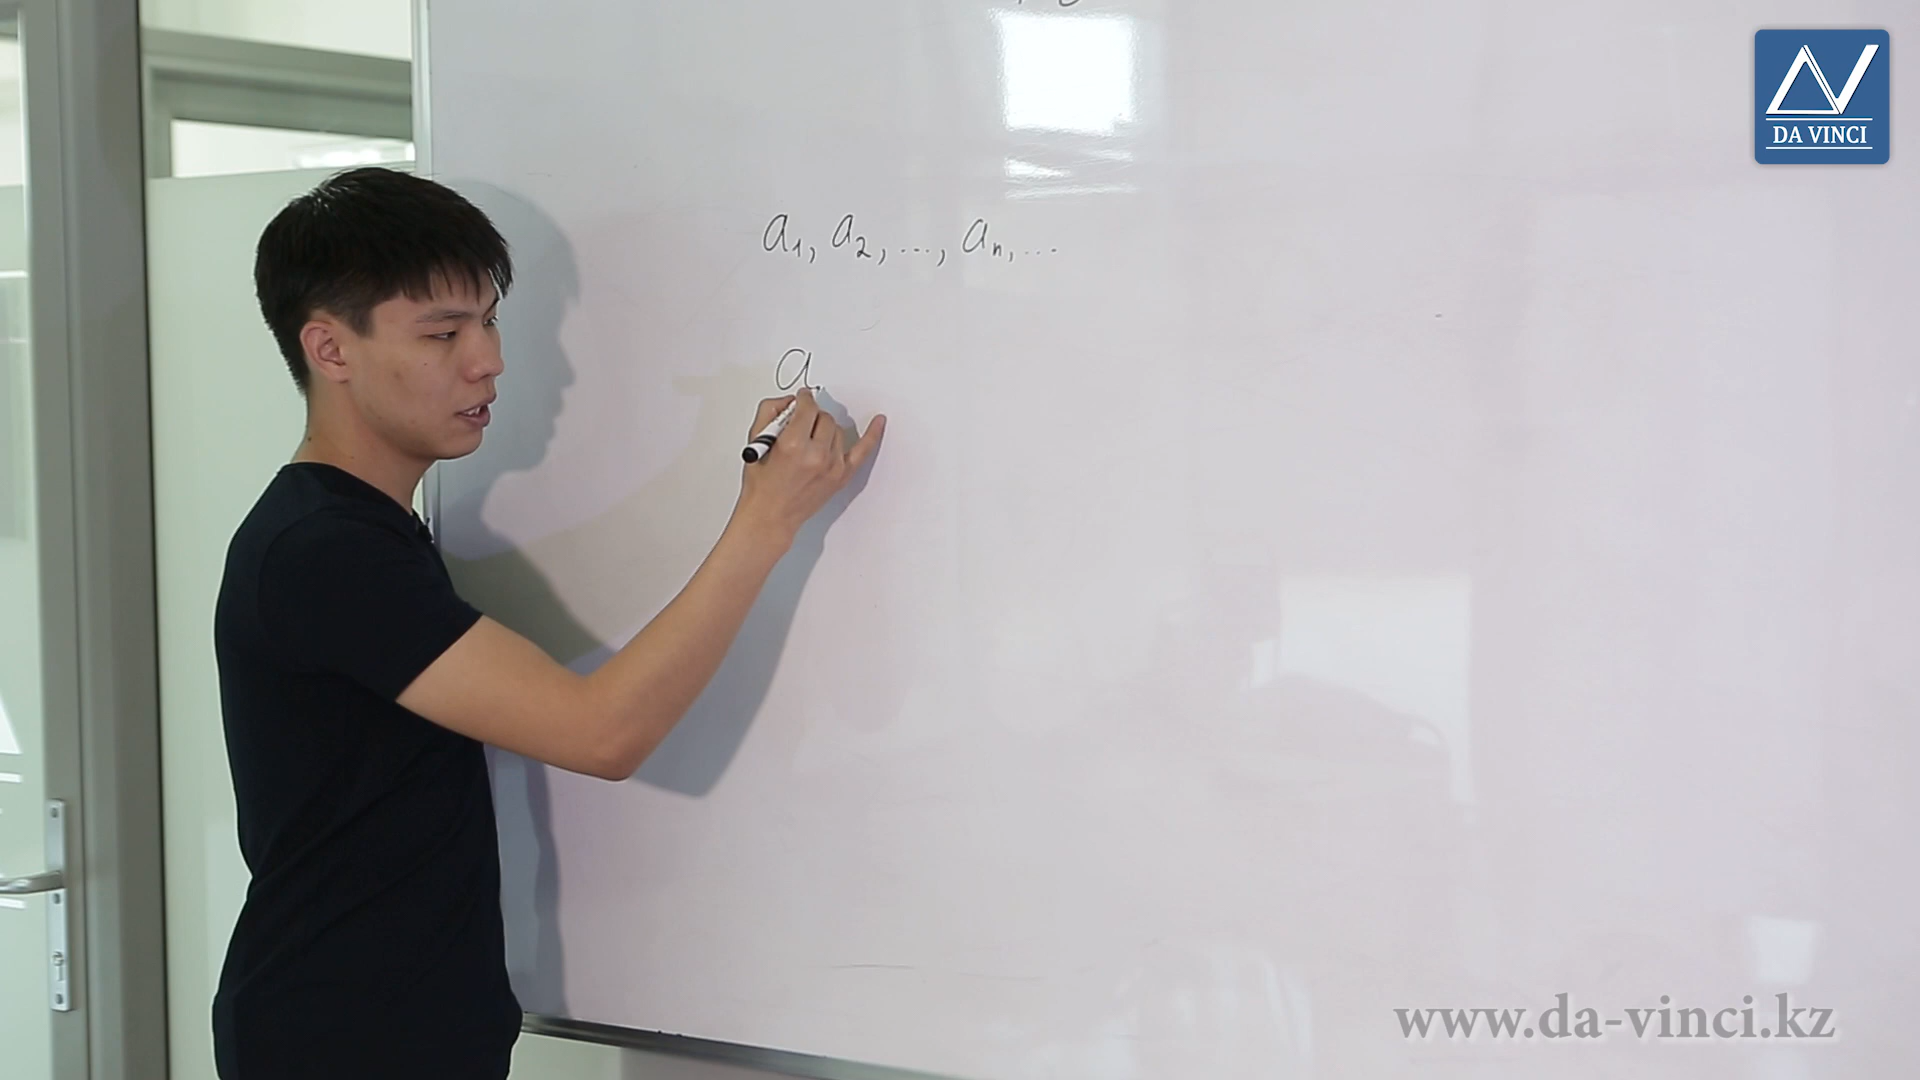 DA VINCI
a₁, a₂, ..., aₙ, ...
a
www.da-vinci.kz